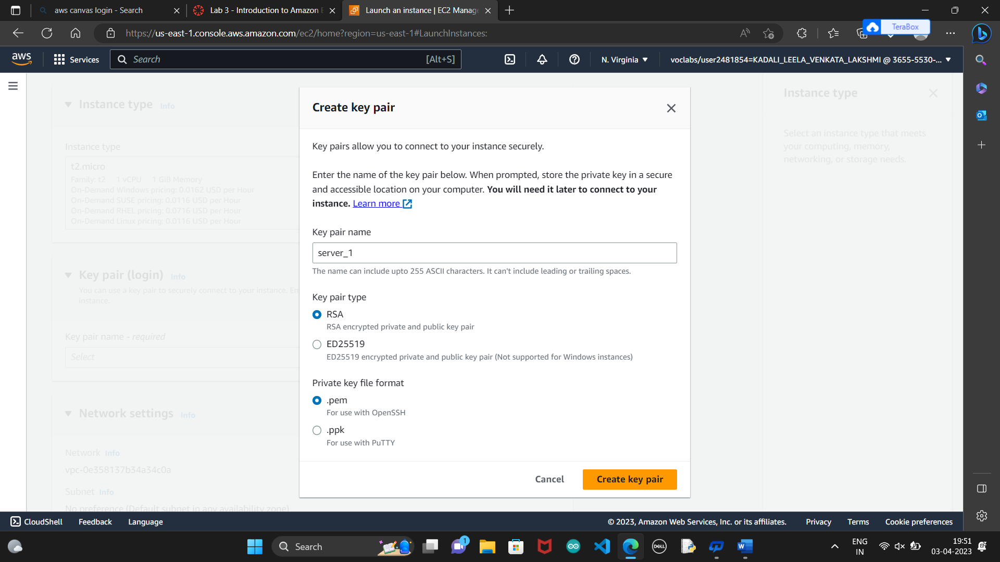 aws canvas login - Search
Lab 3 - Introduction to Amazon E
Launch an instance | EC2 Manage
https://us-east-1.console.aws.amazon.com/ec2/home?region=us-east-1#LaunchInstances:
TeraBox
aws
Services
Search
[Alt+S]
N. Virginia
voclabs/user2481854=KADALI_LEELA_VENKATA_LAKSHMI @ 3655-5530-...
Instance type Info
Instance type
t2.micro
Family: t2 1 vCPU 1 GiB Memory
On-Demand Windows pricing: 0.0162 USD per Hour
On-Demand SUSE pricing: 0.0116 USD per Hour
On-Demand RHEL pricing: 0.0716 USD per Hour
On-Demand Linux pricing: 0.0116 USD per Hour
Key pair (login) Info
You can use a key pair to securely connect to your instance. En
instance.
Key pair name - required
Select
Network settings Info
Network Info
vpc-0e358137b34a34c0a
Subnet Info
No preference (Default subnet in any availability zone)
Create key pair
Key pairs allow you to connect to your instance securely.
Enter the name of the key pair below. When prompted, store the private key in a secure
and accessible location on your computer. You will need it later to connect to your
instance. Learn more
Key pair name
server_1
The name can include upto 255 ASCII characters. It can't include leading or trailing spaces.
Key pair type
RSA
RSA encrypted private and public key pair
ED25519
ED25519 encrypted private and public key pair (Not supported for Windows instances)
Private key file format
.pem
For use with OpenSSH
.ppk
For use with PuTTY
Cancel
Create key pair
Instance type
Select an instance type that meets
your computing, memory,
networking, or storage needs.
CloudShell
Feedback
Language
© 2023, Amazon Web Services, Inc. or its affiliates.
Privacy
Terms
Cookie preferences
Search
1
DELL
ENG
IN
19:51
03-04-2023